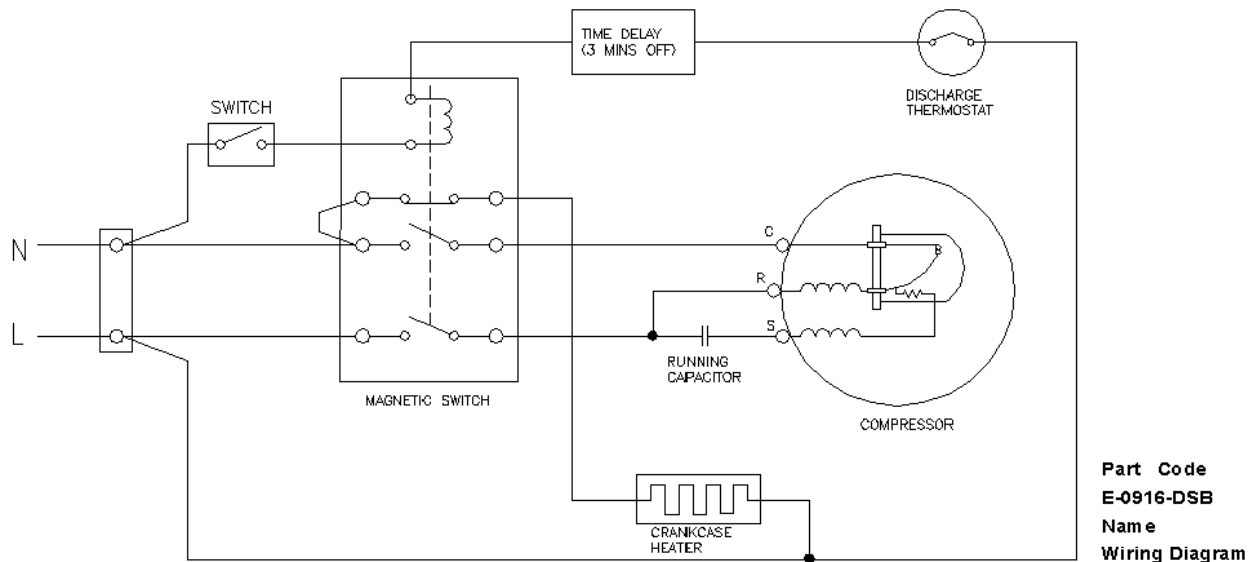 TIME DELAY
(3 MINS OFF)
DISCHARGE
THERMOSTAT
SWITCH
N
L
C
R
S
RUNNING
CAPACITOR
MAGNETIC SWITCH
COMPRESSOR
CRANKCASE
HEATER
Part Code
E-0916-DSB
Name
Wiring Diagram